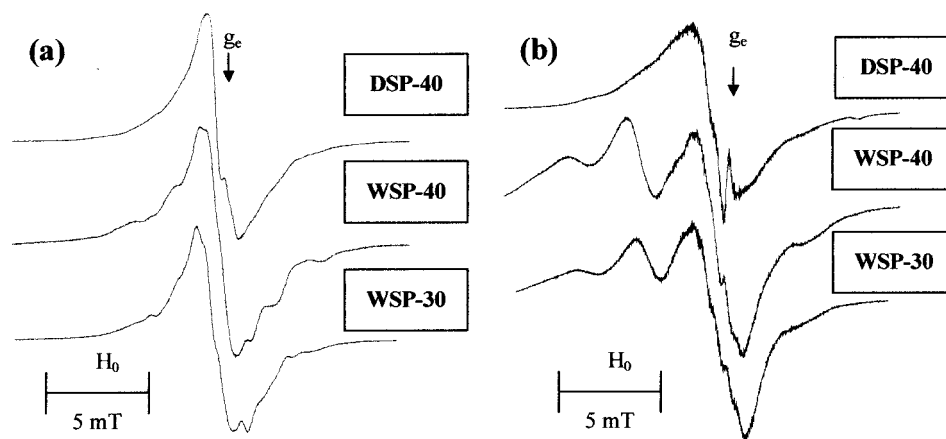 (a)
gₑ
DSP-40
WSP-40
WSP-30
H₀
5 mT
(b)
gₑ
DSP-40
WSP-40
WSP-30
H₀
5 mT